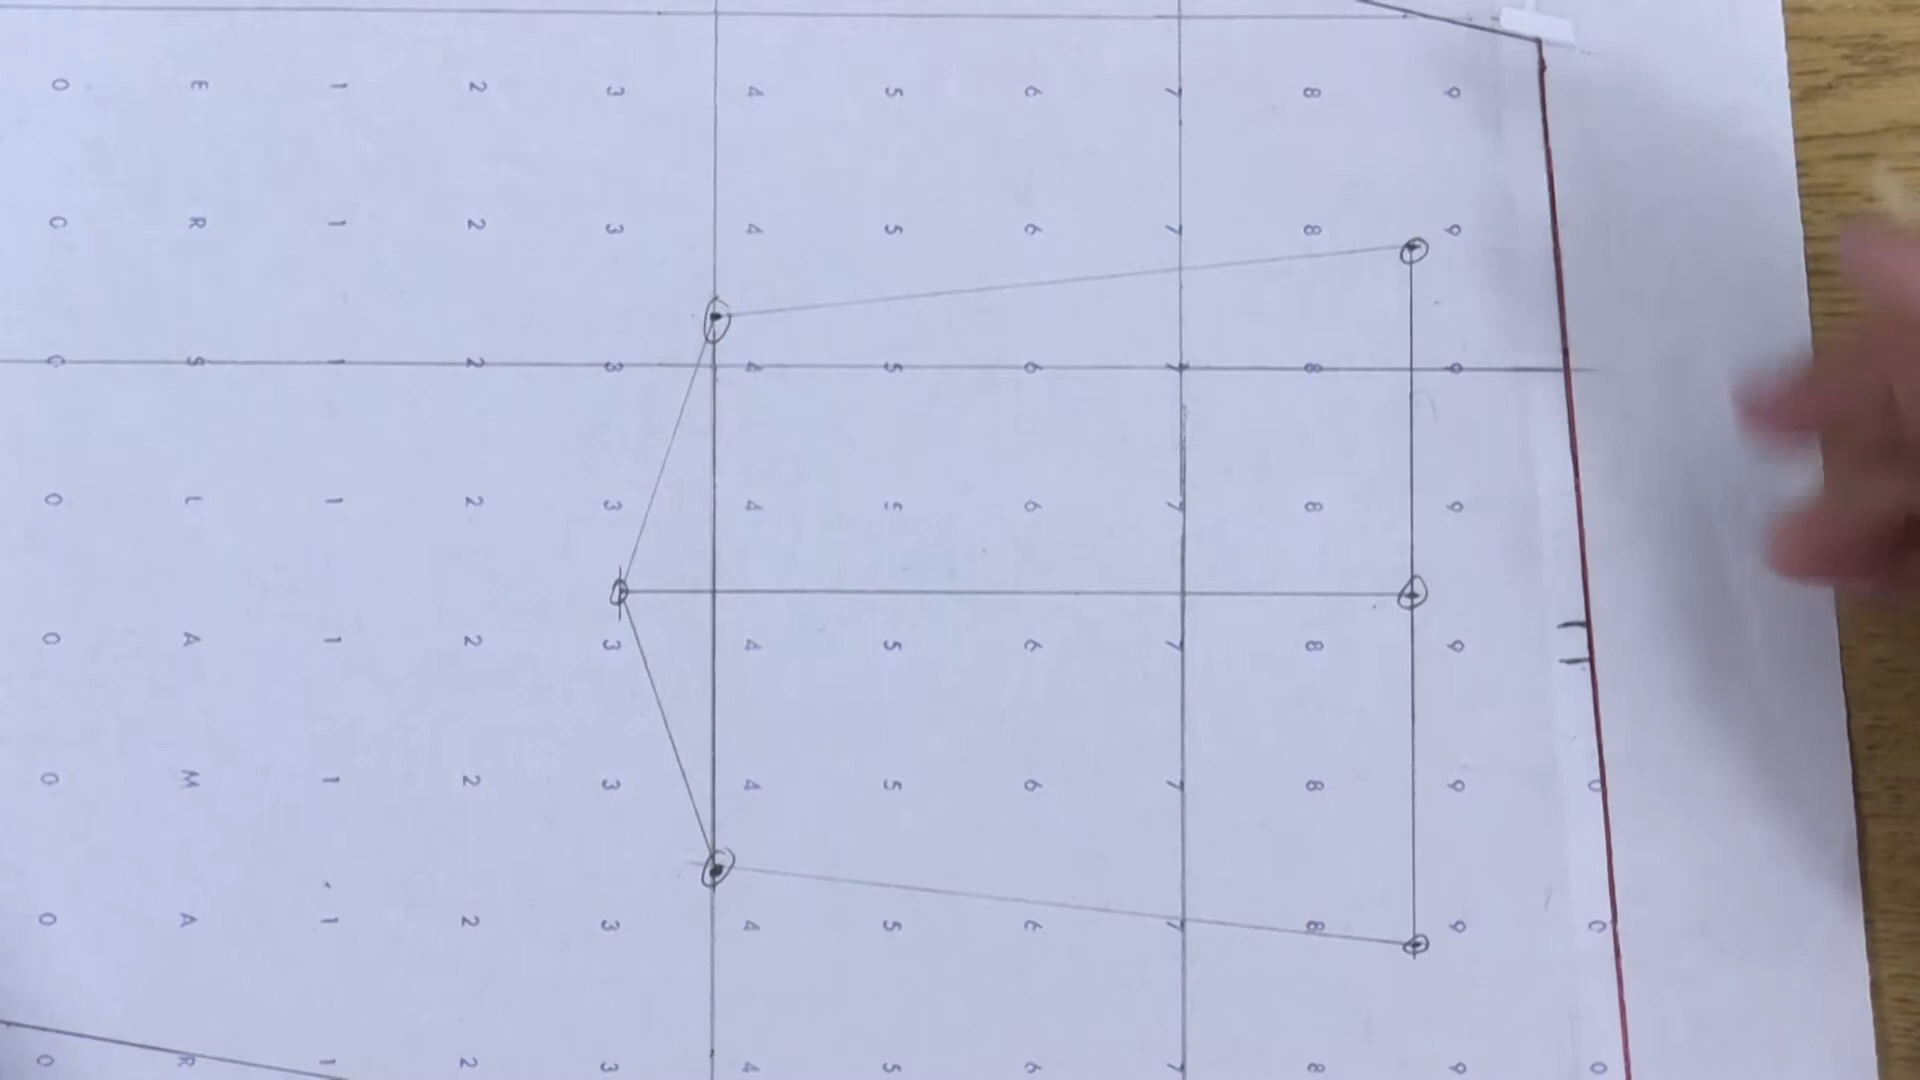 0 0 0
9 9 9 9 9 9 9 9
8 8 8 8 8 8 8 8
7 7 7 7 7 7 7 7
6 6 6 6 6 6 6 6
5 5 5 5 5 5 5 5
4 4 4 4 4 4 4 4
3 3 3 3 3 3 3 3
2 2 2 2 2 2 2 2
1 1 1 1 1 1 1 1
E R S L A M A R
0 0 0 0 0 0 0 0